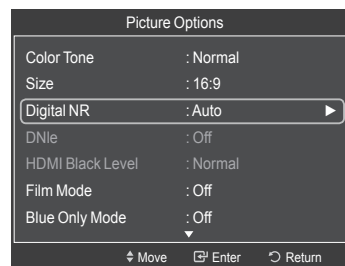 Picture Options
Color Tone : Normal
Size : 16:9
Digital NR : Auto
DNIe : Off
HDMI Black Level : Normal
Film Mode : Off
Blue Only Mode : Off
Move Enter Return